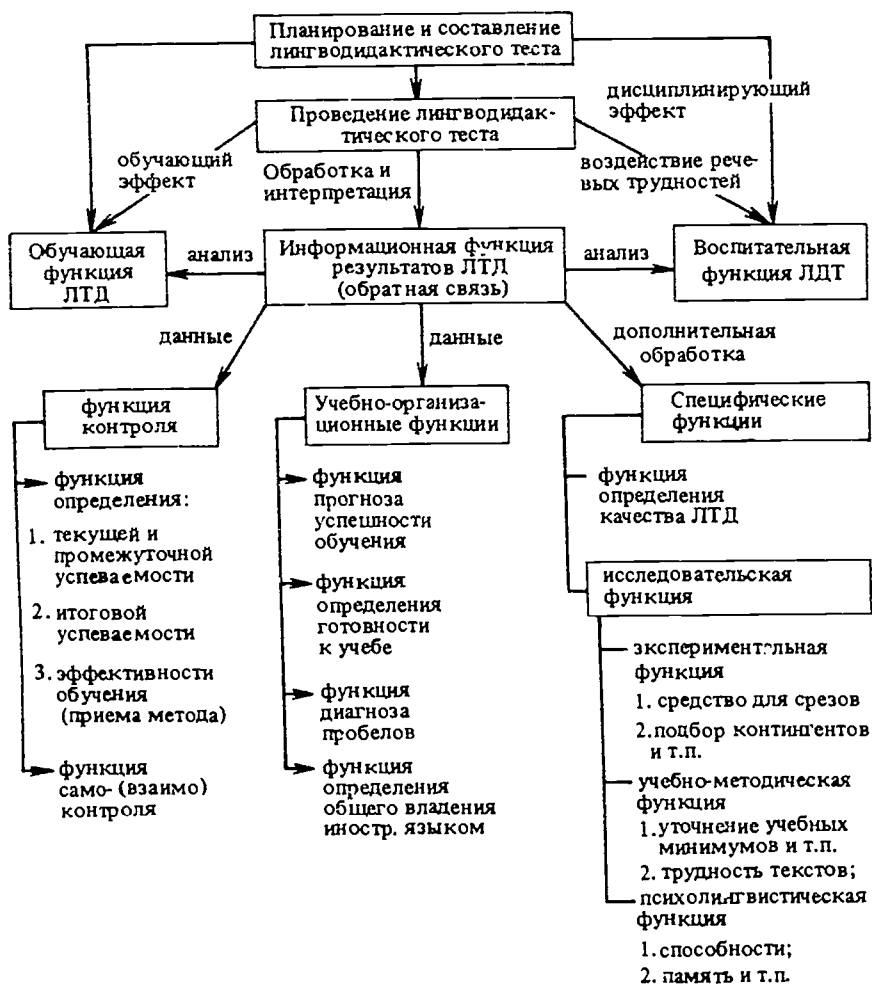 Планирование и составление
лингводидактического теста
дисциплинирующий
эффект
Проведение лингводидак-
тического теста
обучающий
эффект
Обработка и
интерпретация
воздействие рече-
вых трудностей
Обучающая
функция
ЛТД
анализ
Информационная функция
результатов ЛТД
(обратная связь)
анализ
Воспитательная
функция ЛДТ
данные
данные
дополнительная
обработка
функция
контроля
функция
определения:
1. текущей и
промежуточной
успеваемости
2. итоговой
успеваемости
3. эффективности
обучения
(приема метода)
функция
само- (взаимо)
контроля
Учебно-организа-
ционные функции
функция
прогноза
успешности
обучения
функция
определения
готовности
к учебе
функция
диагноза
пробелов
функция
определения
общего владения
иностр. языком
Специфические
функции
функция
определения
качества ЛТД
исследовательская
функция
экспериментальная
функция
1. средство для срезов
2. подбор контингентов
и т.п.
учебно-методическая
функция
1. уточнение учебных
минимумов и т.п.
2. трудность текстов;
психолингвистическая
функция
1. способности;
2. память и т.п.